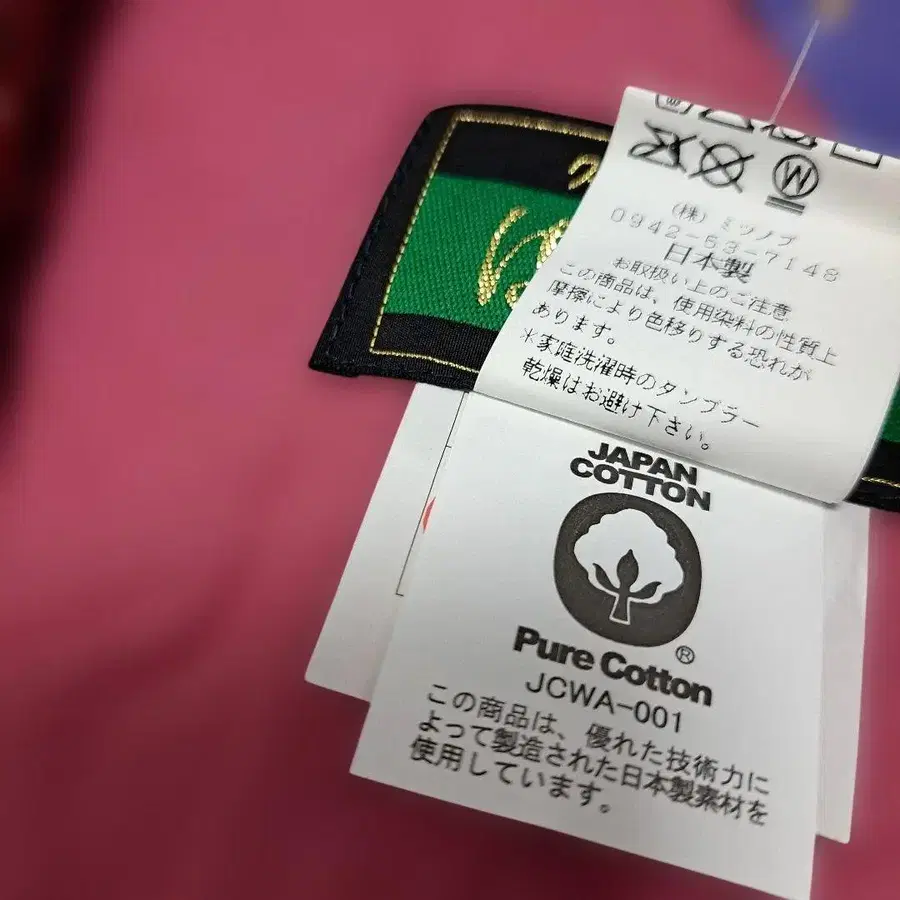 W
(株) ミツノブ
0942-53-7148
日本製
お取扱い上のご注意
この商品は、使用染料の性質上
摩擦により色移りする恐れが
あります。
*家庭洗濯時のタンブラー
乾燥はお避け下さい。
JAPAN
COTTON
®
Pure Cotton
JCWA-001
この商品は、優れた技術力に
よって製造された日本製素材を
使用しています。